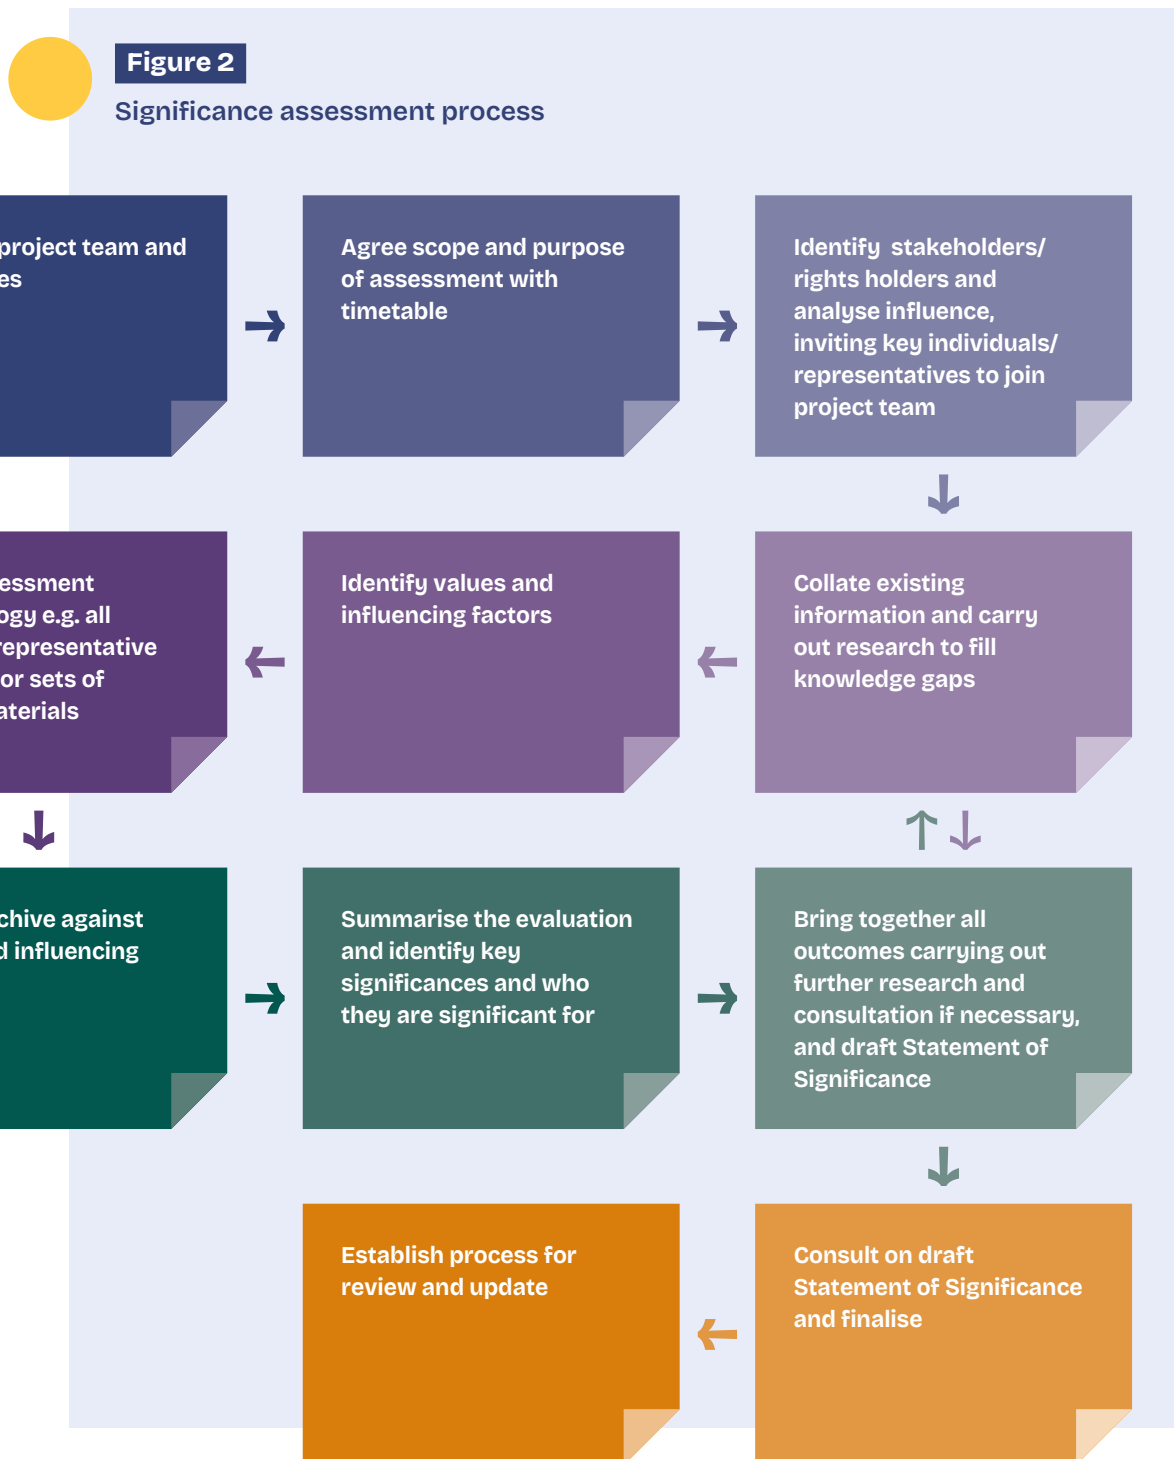 Figure 2
Significance assessment process
project team and
Agree scope and purpose
of assessment with
timetable
Identify stakeholders/
rights holders and
analyse influence,
inviting key individuals/
representatives to join
project team
e.g. all
representative
or sets of
Identify values and
influencing factors
Collate existing
information and carry
out research to fill
knowledge gaps
against
influencing
Summarise the evaluation
and identify key
significances and who
they are significant for
Bring together all
outcomes carrying out
further research and
consultation if necessary,
and draft Statement of
Significance
Establish process for
review and update
Consult on draft
Statement of Significance
and finalise